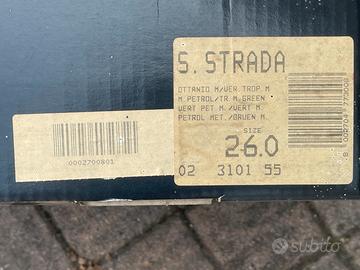 S. STRADA
OTTANIO M/VER.TROP.M
M.PETROL/TR M.GREEN
VERT PET M./VERT M.
PETROL MET./GRUEN M.
SIZE
26.0
02 3101 55
0002700801
subito